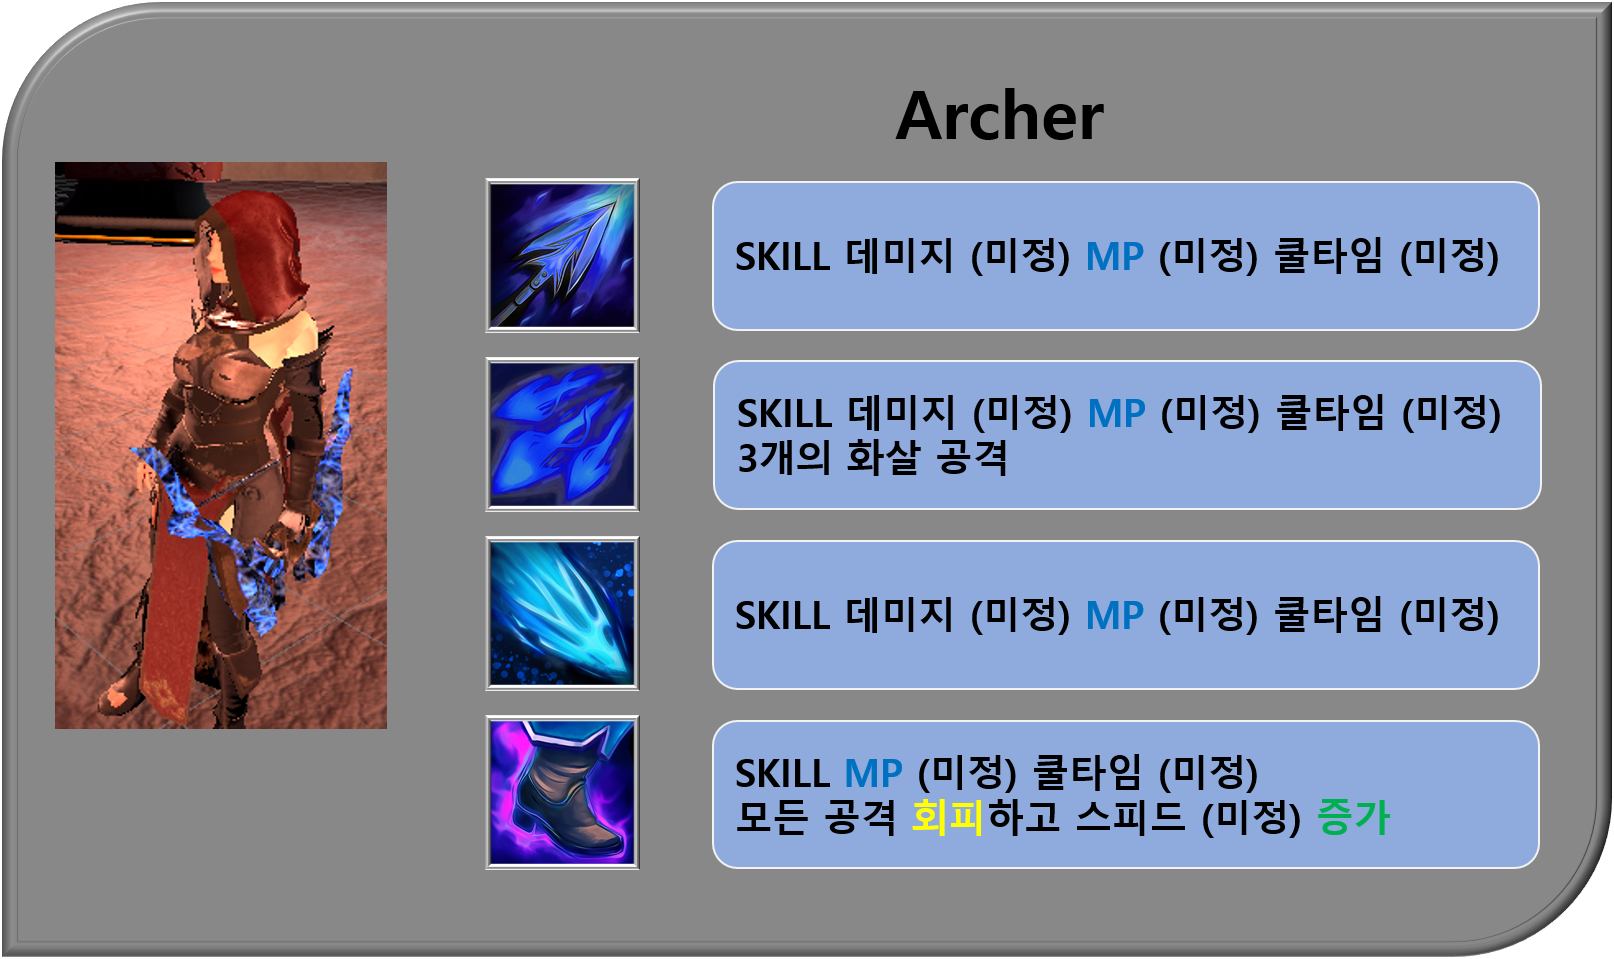 Archer
SKILL 데미지 (미정) MP (미정) 쿨타임 (미정)
SKILL 데미지 (미정) MP (미정) 쿨타임 (미정)
3개의 화살 공격
SKILL 데미지 (미정) MP (미정) 쿨타임 (미정)
SKILL MP (미정) 쿨타임 (미정)
모든 공격 회피하고 스피드 (미정) 증가